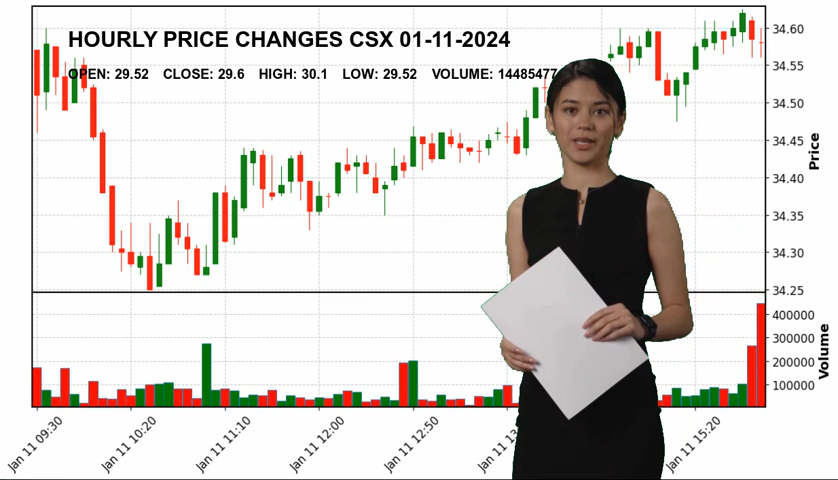 HOURLY PRICE CHANGES CSX 01-11-2024
OPEN: 29.52 CLOSE: 29.6 HIGH: 30.1 LOW: 29.52 VOLUME: 14485477
34.60
34.55
34.50
34.45
34.40
34.35
34.30
34.25
Price
400000
300000
200000
100000
Volume
Jan 11 09:30
Jan 11 10:20
Jan 11 11:10
Jan 11 12:00
Jan 11 12:50
Jan 11 13
Jan 11 15:20